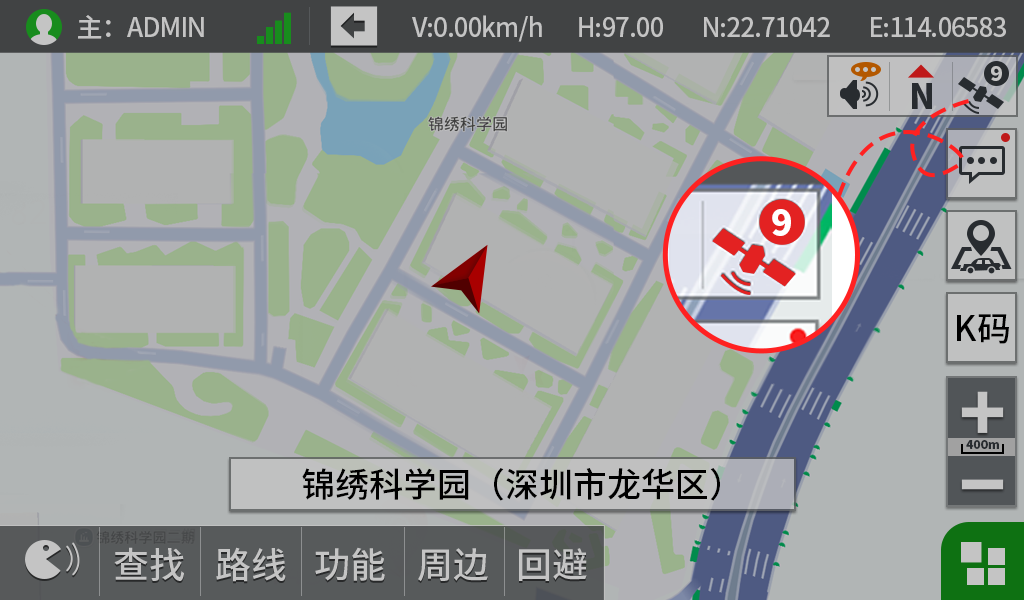 主：ADMIN V:0.00km/h H:97.00 N:22.71042 E:114.06583
N 9
锦绣科学园
9
K码
400m
锦绣科学园（深圳市龙华区）
锦绣科学园二期
查找 路线 功能 周边 回避